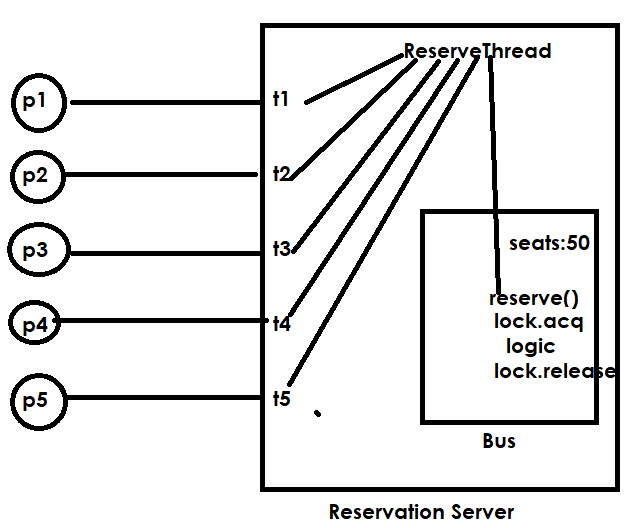 ReserveThread
p1
t1
p2
t2
p3
t3
p4
t4
p5
t5
seats:50
reserve()
lock.acq
logic
lock.release
Bus
Reservation Server